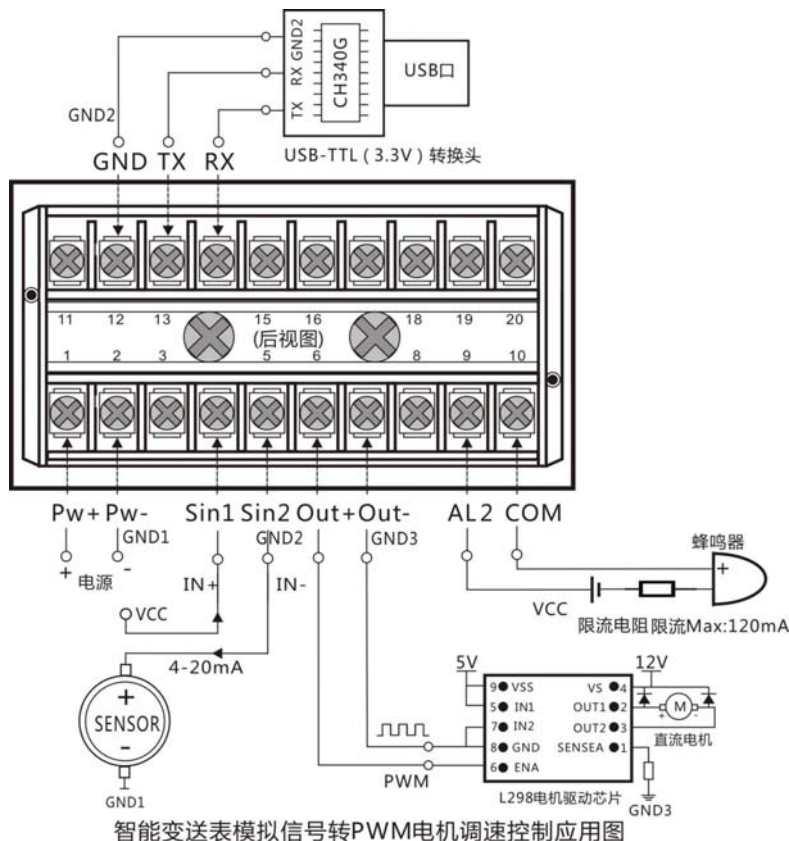 GND2
RX
TX
CH340G
USB口
GND2
USB-TTL（3.3V）转换头
GND TX RX
11 12 13 15 16 18 19 20
(后视图)
1 2 3 5 6 8 9 10
Pw+ Pw- Sin1 Sin2 Out+ Out- AL2 COM
GND1 GND2 GND3
+ 电源 -
IN+ IN-
VCC
4-20mA
+
SENSOR
-
GND1
蜂鸣器
+
VCC
限流电阻 限流Max:120mA
5V 12V
9 VSS VS 4
5 IN1 OUT1 2
7 IN2 OUT2 3
8 GND SENSEA 1
6 ENA
+ M -
直流电机
PWM
L298电机驱动芯片
GND3
智能变送表模拟信号转PWM电机调速控制应用图